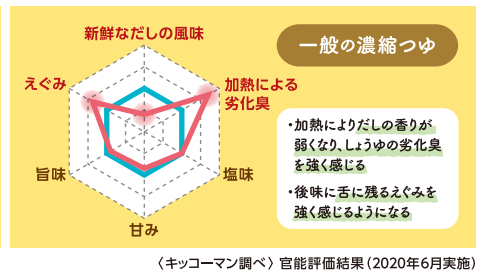 新鮮なだしの風味
一般の濃縮つゆ
えぐみ
加熱による
劣化臭
・加熱によりだしの香りが
弱くなり、しょうゆの劣化臭
を強く感じる
旨味
塩味
・後味に舌に残るえぐみを
強く感じるようになる
甘み
〈キッコーマン調べ〉官能評価結果(2020年6月実施)